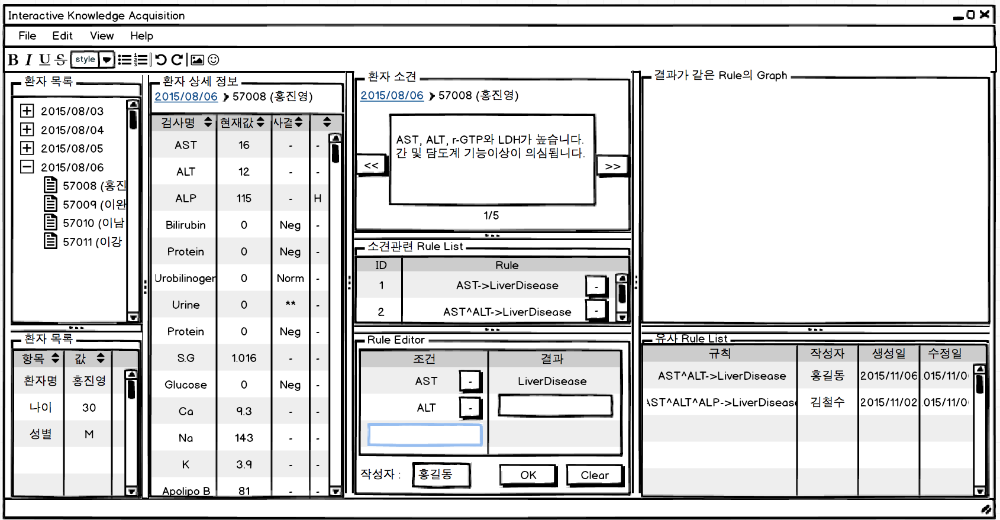 Interactive Knowledge Acquisition
File Edit View Help
B I U S style
환자 목록
2015/08/03
2015/08/04
2015/08/05
2015/08/06
57008 (홍진
57009 (이완
57010 (이남
57011 (이강
환자 목록
항목 값
환자명 홍진영
나이 30
성별 M
환자 상세 정보
2015/08/06 57008 (홍진영)
검사명 현재값 사결
AST 16 - -
ALT 12 - -
ALP 115 - H
Bilirubin 0 Neg -
Protein 0 Neg -
Urobilinoger 0 Norm -
Urine 0 ** -
Protein 0 Neg -
S.G 1.016 - -
Glucose 0 Neg -
Ca 9.3 - -
Na 143 - -
K 3.9 - -
Apolipo B 81 - -
환자 소견
2015/08/06 57008 (홍진영)
AST, ALT, r-GTP와 LDH가 높습니다.
간 및 담도계 기능이상이 의심됩니다.
<< >>
1/5
소견관련 Rule List
ID Rule
1 AST->LiverDisease -
2 AST^ALT->LiverDisease -
Rule Editor
조건 결과
AST - LiverDisease
ALT -
작성자 : 홍길동 OK Clear
결과가 같은 Rule의 Graph
유사 Rule List
규칙 작성자 생성일 수정일
AST^ALT->LiverDisease 홍길동 2015/11/06 015/11/0
AST^ALT^ALP->LiverDisease 김철수 2015/11/02 015/11/0